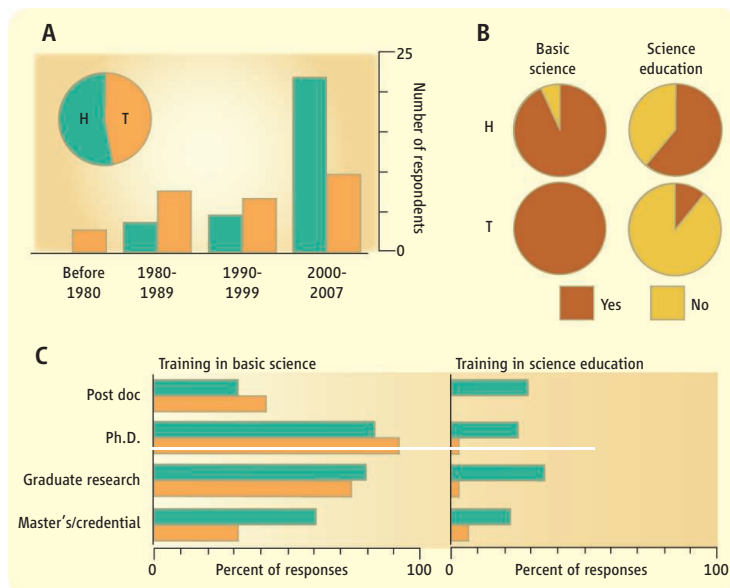 A
25
H
T
Number of respondents
0
Before
1980
1980-
1989
1990-
1999
2000-
2007
B
Basic
science
Science
education
H
T
Yes
No
C
Training in basic science
Training in science education
Post doc
Ph.D.
Graduate research
Master's/credential
0
Percent of responses
100
0
Percent of responses
100